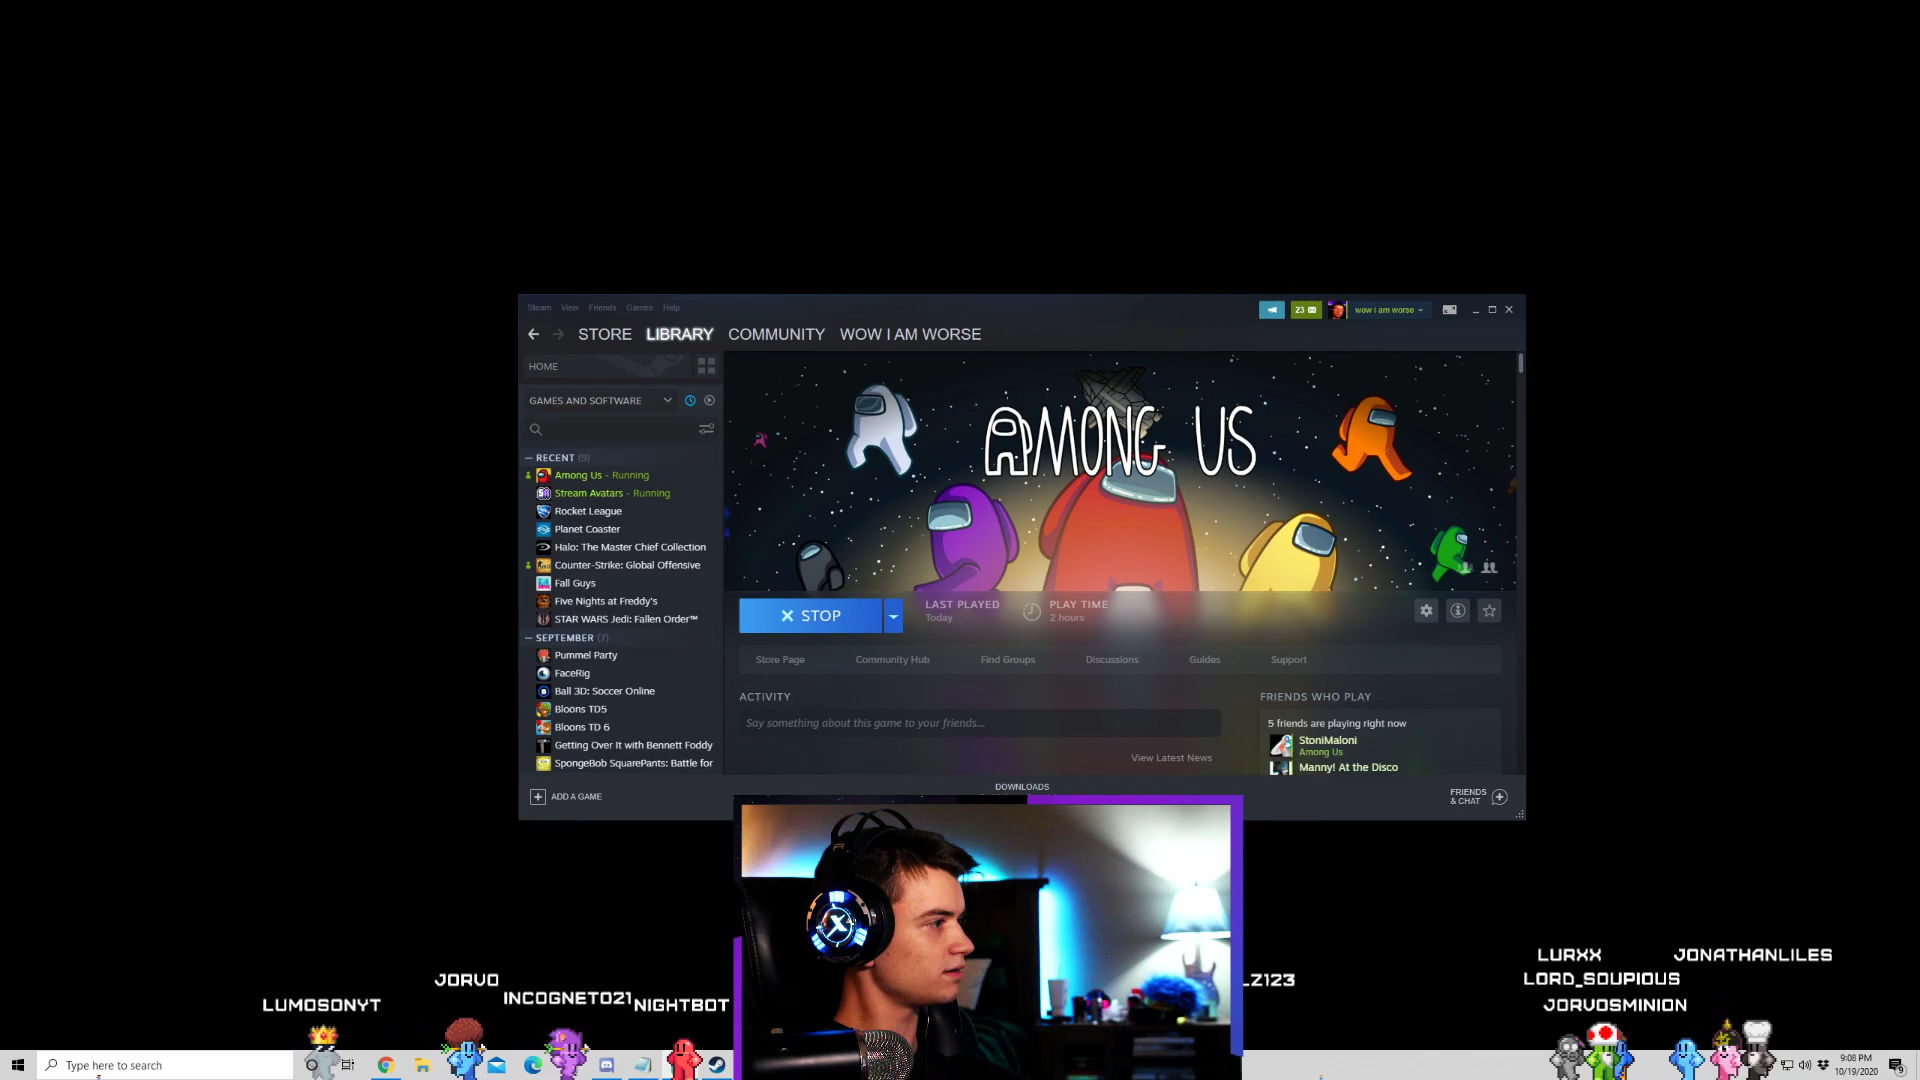 Steam View Friends Games Help
23
wow i am worse
STORE LIBRARY COMMUNITY WOW I AM WORSE
HOME
GAMES AND SOFTWARE
RECENT (9)
Among Us - Running
Stream Avatars - Running
Rocket League
Planet Coaster
Halo: The Master Chief Collection
Counter-Strike: Global Offensive
Fall Guys
Five Nights at Freddy's
STAR WARS Jedi: Fallen Order™
SEPTEMBER (7)
Pummel Party
FaceRig
Ball 3D: Soccer Online
Bloons TD5
Bloons TD 6
Getting Over It with Bennett Foddy
SpongeBob SquarePants: Battle for
ADD A GAME
AMONG US
STOP
LAST PLAYED
Today
PLAY TIME
2 hours
Store Page Community Hub Find Groups Discussions Guides Support
ACTIVITY
Say something about this game to your friends...
View Latest News
FRIENDS WHO PLAY
5 friends are playing right now
StoniMaloni
Among Us
Manny! At the Disco
DOWNLOADS
FRIENDS
& CHAT
LUMOSONYT
JORVO
INCOGNETO21
NIGHTBOT
LZ123
LURXX
JONATHANLILES
LORD_SOUPIOUS
JORVOSMINION
Type here to search
9:08 PM
10/19/2020